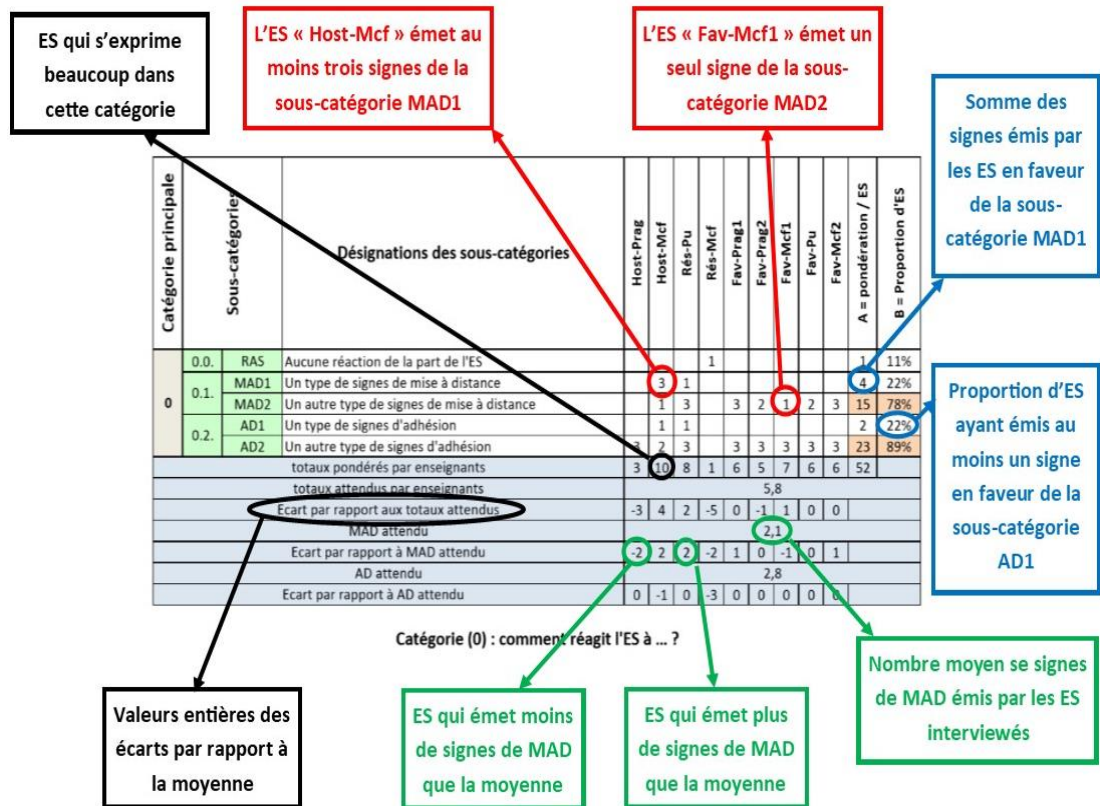 ES qui s'exprime
beaucoup dans
cette catégorie
L'ES « Host-Mcf » émet au
moins trois signes de la
sous-catégorie MAD1
L'ES « Fav-Mcf1 » émet un
seul signe de la sous-
catégorie MAD2
Somme des
signes émis par
les ES en faveur
de la sous-
catégorie MAD1
Catégorie principale
Sous-catégories
Désignations des sous-catégories
Host-Prag
Host-Mcf
Rés-Pu
Rés-Mcf
Fav-Prag1
Fav-Prag2
Fav-Mcf1
Fav-Pu
Fav-Mcf2
A = pondération / ES
B = Proportion d'ES
0
0.0. RAS Aucune réaction de la part de l'ES 1 1 11%
0.1. MAD1 Un type de signes de mise à distance 3 1 4 22%
MAD2 Un autre type de signes de mise à distance 1 3 3 2 1 2 3 15 78%
0.2. AD1 Un type de signes d'adhésion 1 1 2 22%
AD2 Un autre type de signes d'adhésion 3 2 3 3 3 3 3 3 23 89%
totaux pondérés par enseignants 3 10 8 1 6 5 7 6 6 52
totaux attendus par enseignants 5,8
Ecart par rapport aux totaux attendus -3 4 2 -5 0 -1 1 0 0
MAD attendu 2,1
Ecart par rapport à MAD attendu -2 2 2 -2 1 0 -1 0 1
AD attendu 2,8
Ecart par rapport à AD attendu 0 -1 0 -3 0 0 0 0 0
Proportion d'ES
ayant émis au
moins un signe
en faveur de la
sous-catégorie
AD1
Catégorie (0) : comment réagit l'ES à ... ?
Valeurs entières des
écarts par rapport à
la moyenne
ES qui émet moins
de signes de MAD
que la moyenne
ES qui émet plus
de signes de MAD
que la moyenne
Nombre moyen se signes
de MAD émis par les ES
interviewés